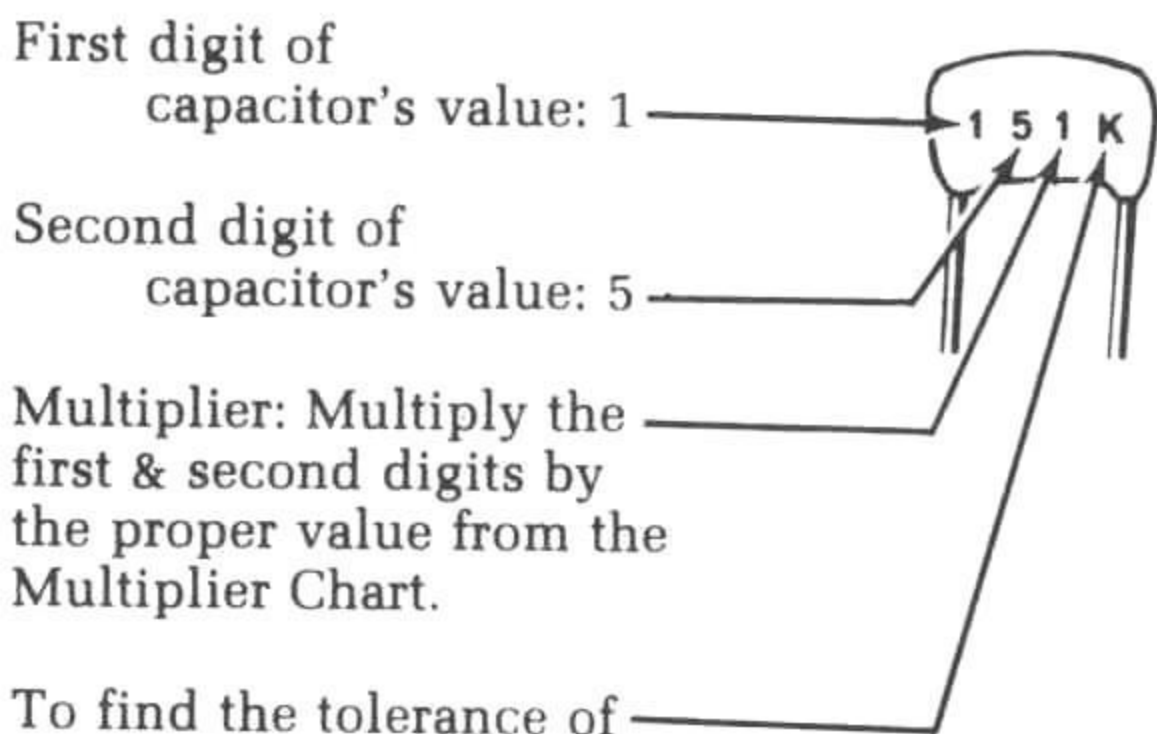 First digit of
capacitor's value: 1
1 5 1 K
Second digit of
capacitor's value: 5
Multiplier: Multiply the
first & second digits by
the proper value from the
Multiplier Chart.
To find the tolerance of